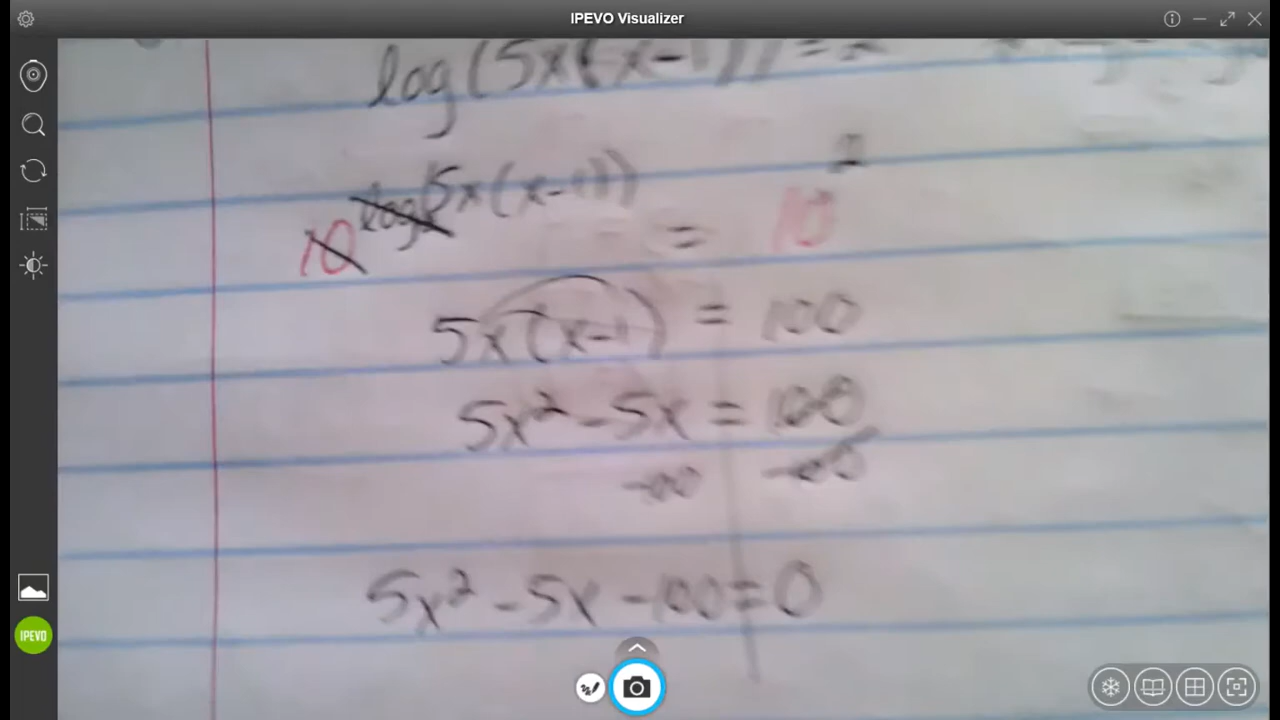 IPEVO Visualizer
log(5x(x-1)) = 2
10^log(5x(x-1)) = 10^2
5x(x-1) = 100
5x² - 5x = 100
-100 -100
5x² - 5x - 100 = 0
IPEVO